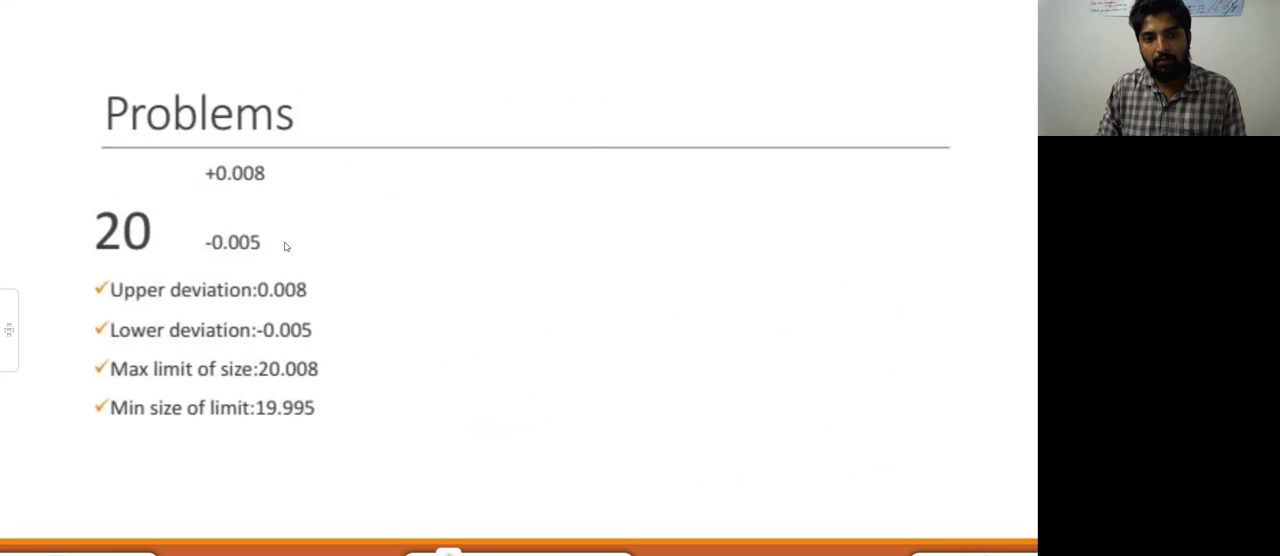 Problems
+0.008
20
-0.005
Upper deviation:0.008
Lower deviation:-0.005
Max limit of size:20.008
Min size of limit:19.995